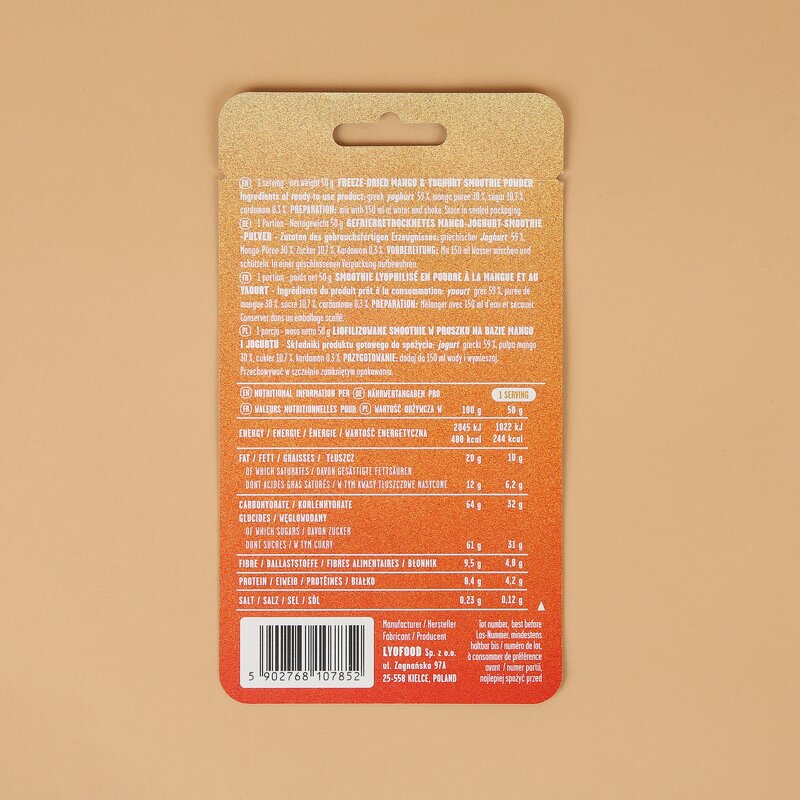 EN 1 serving - net weight 50 g FREEZE-DRIED MANGO & YOGHURT SMOOTHIE POWDER
Ingredients of ready-to-use product: greek yoghurt 59%, mango puree 30%, sugar 10,7%,
cardamom 0,3%. PREPARATION: mix with 150 ml of water and shake. Store in sealed packaging.
DE 1 Portion - Nettogewicht 50 g GEFRIERGETROCKNETES MANGO-JOGHURT-SMOOTHIE
-PULVER - Zutaten des gebrauchsfertigen Erzeugnisses: griechischer Joghurt 59%,
Mango-Püree 30%, Zucker 10,7%, Kardamom 0,3%. VORBEREITUNG: Mit 150 ml Wasser mischen und
schütteln. In einer geschlossenen Verpackung aufbewahren.
FR 1 portion - poids net 50 g SMOOTHIE LYOPHILISÉ EN POUDRE À LA MANGUE ET AU
YAOURT - Ingrédients du produit prêt à la consommation: yaourt grec 59%, purée de
mangue 30%, sucre 10,7%, cardamome 0,3%. PREPARATION: Mélanger avec 150 ml d'eau et secouer.
Conserver dans un emballage scellé.
PL 1 porcja - masa netto 50 g LIOFILIZOWANE SMOOTHIE W PROSZKU NA BAZIE MANGO
I JOGURTU - Składniki produktu gotowego do spożycia: jogurt grecki 59%, pulpa mango
30%, cukier 10,7%, kardamon 0,3%. PRZYGOTOWANIE: dodaj do 150 ml wody i wymieszaj.
Przechowywać w szczelnie zamkniętym opakowaniu.
EN NUTRITIONAL INFORMATION PER DE NÄRRWERTANGABEN PRO 1 SERVING
FR VALEURS NUTRITIONNELLES POUR PL WARTOŚĆ ODŻYWCZA W 100 g 50 g
ENERGY / ENERGIE / ÉNERGIE / WARTOŚĆ ENERGETYCZNA 2045 kJ 1022 kJ
488 kcal 244 kcal
FAT / FETT / GRAISSES / TŁUSZCZ 20 g 10 g
OF WHICH SATURATES / DAVON GESÄTTIGTE FETTSÄUREN
DONT ACIDES GRAS SATURÉS / W TYM KWASY TŁUSZCZOWE NASYCONE 12 g 6,2 g
CARBOHYDRATE / KOHLENHYDRATE 64 g 32 g
GLUCIDES / WĘGLOWODANY
OF WHICH SUGARS / DAVON ZUCKER
DONT SUCRES / W TYM CUKRY 61 g 31 g
FIBRE / BALLASTSTOFFE / FIBRES ALIMENTAIRES / BŁONNIK 9,5 g 4,8 g
PROTEIN / EIWEIß / PROTÉINES / BIAŁKO 8,4 g 4,2 g
SALT / SALZ / SEL / SÓL 0,23 g 0,12 g
5 902768 107852
Manufacturer / Hersteller
Fabricant / Producent
LYOFOOD Sp. z o.o.
ul. Zagnańska 97A
25-558 KIELCE, POLAND
lot number, best before
Los-Nummer, mindestens
haltbar bis / numéro de lot,
à consommer de préférence
avant / numer partii,
najlepiej spożyć przed